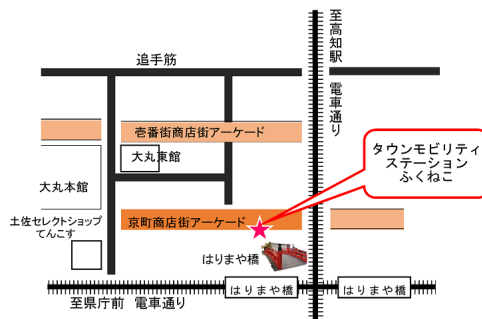 至高知駅
追手筋
電車通り
壱番街商店街アーケード
タウンモビリティ
ステーション
ふくねこ
大丸東館
大丸本館
土佐セレクトショップ
てんこす
京町商店街アーケード
はりまや橋
はりまや橋
はりまや橋
至県庁前 電車通り